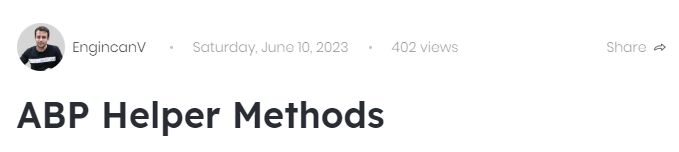 EngincanV • Saturday, June 10, 2023 • 402 views Share
ABP Helper Methods